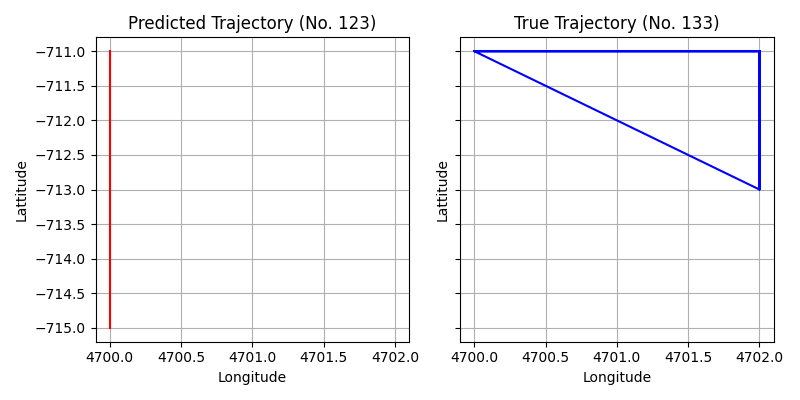 Predicted Trajectory (No. 123)
True Trajectory (No. 133)
−711.0
−711.5
−712.0
−712.5
−713.0
−713.5
−714.0
−714.5
−715.0
Lattitude
Lattitude
4700.0 4700.5 4701.0 4701.5 4702.0
4700.0 4700.5 4701.0 4701.5 4702.0
Longitude
Longitude